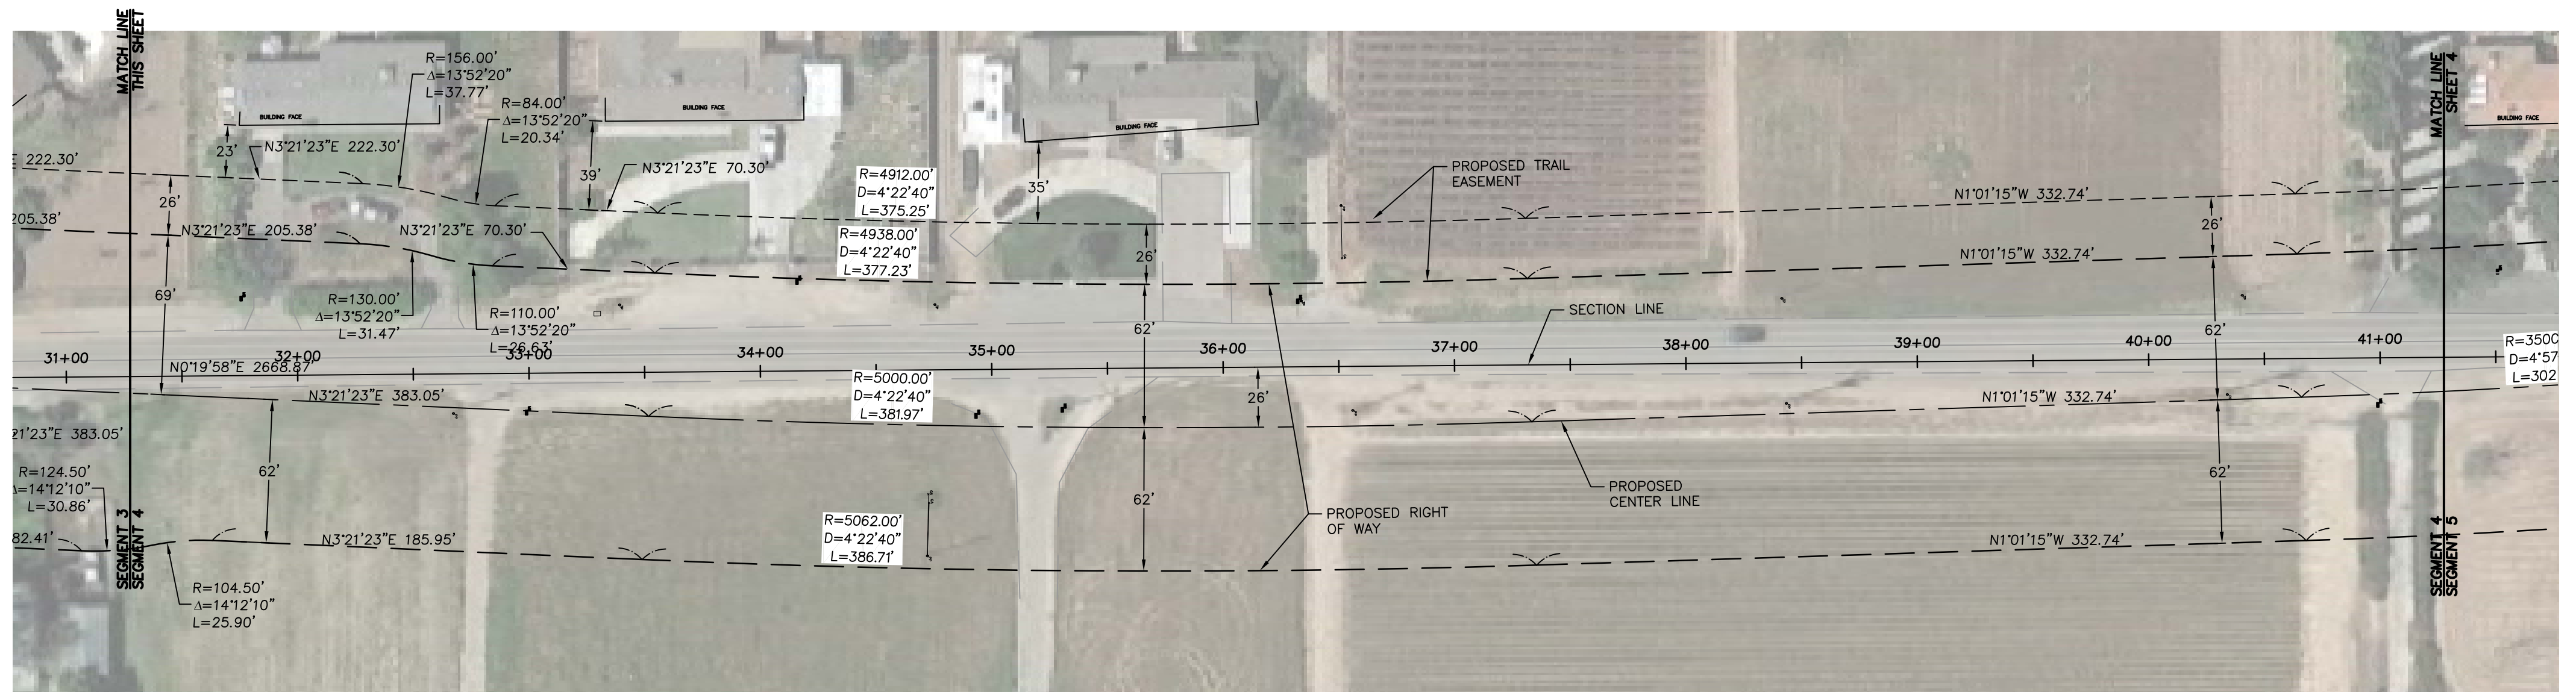 MATCH LINE
THIS SHEET
R=156.00'
Δ=13°52'20"
L=37.77'
R=84.00'
Δ=13°52'20"
L=20.34'
BUILDING FACE
BUILDING FACE
BUILDING FACE
BUILDING FACE
MATCH LINE
SHEET 4
E 222.30'
23'
N3°21'23"E 222.30'
39'
N3°21'23"E 70.30'
R=4912.00'
D=4°22'40"
L=375.25'
35'
PROPOSED TRAIL
EASEMENT
N1°01'15"W 332.74'
26'
26'
205.38'
N3°21'23"E 205.38'
N3°21'23"E 70.30'
R=4938.00'
D=4°22'40"
L=377.23'
26'
N1°01'15"W 332.74'
69'
R=130.00'
Δ=13°52'20"
L=31.47'
R=110.00'
Δ=13°52'20"
L=26.63'
62'
SECTION LINE
62'
31+00
32+00
33+00
34+00
35+00
36+00
37+00
38+00
39+00
40+00
41+00
R=3500
D=4°57
L=302
N0°19'58"E 2668.87'
N3°21'23"E 383.05'
R=5000.00'
D=4°22'40"
L=381.97'
26'
N1°01'15"W 332.74'
21'23"E 383.05'
R=124.50'
Δ=14°12'10"
L=30.86'
62'
62'
PROPOSED
CENTER LINE
62'
PROPOSED RIGHT
OF WAY
82.41'
N3°21'23"E 185.95'
R=5062.00'
D=4°22'40"
L=386.71'
N1°01'15"W 332.74'
SEGMENT 3
SEGMENT 4
SEGMENT 4
SEGMENT 5
R=104.50'
Δ=14°12'10"
L=25.90'